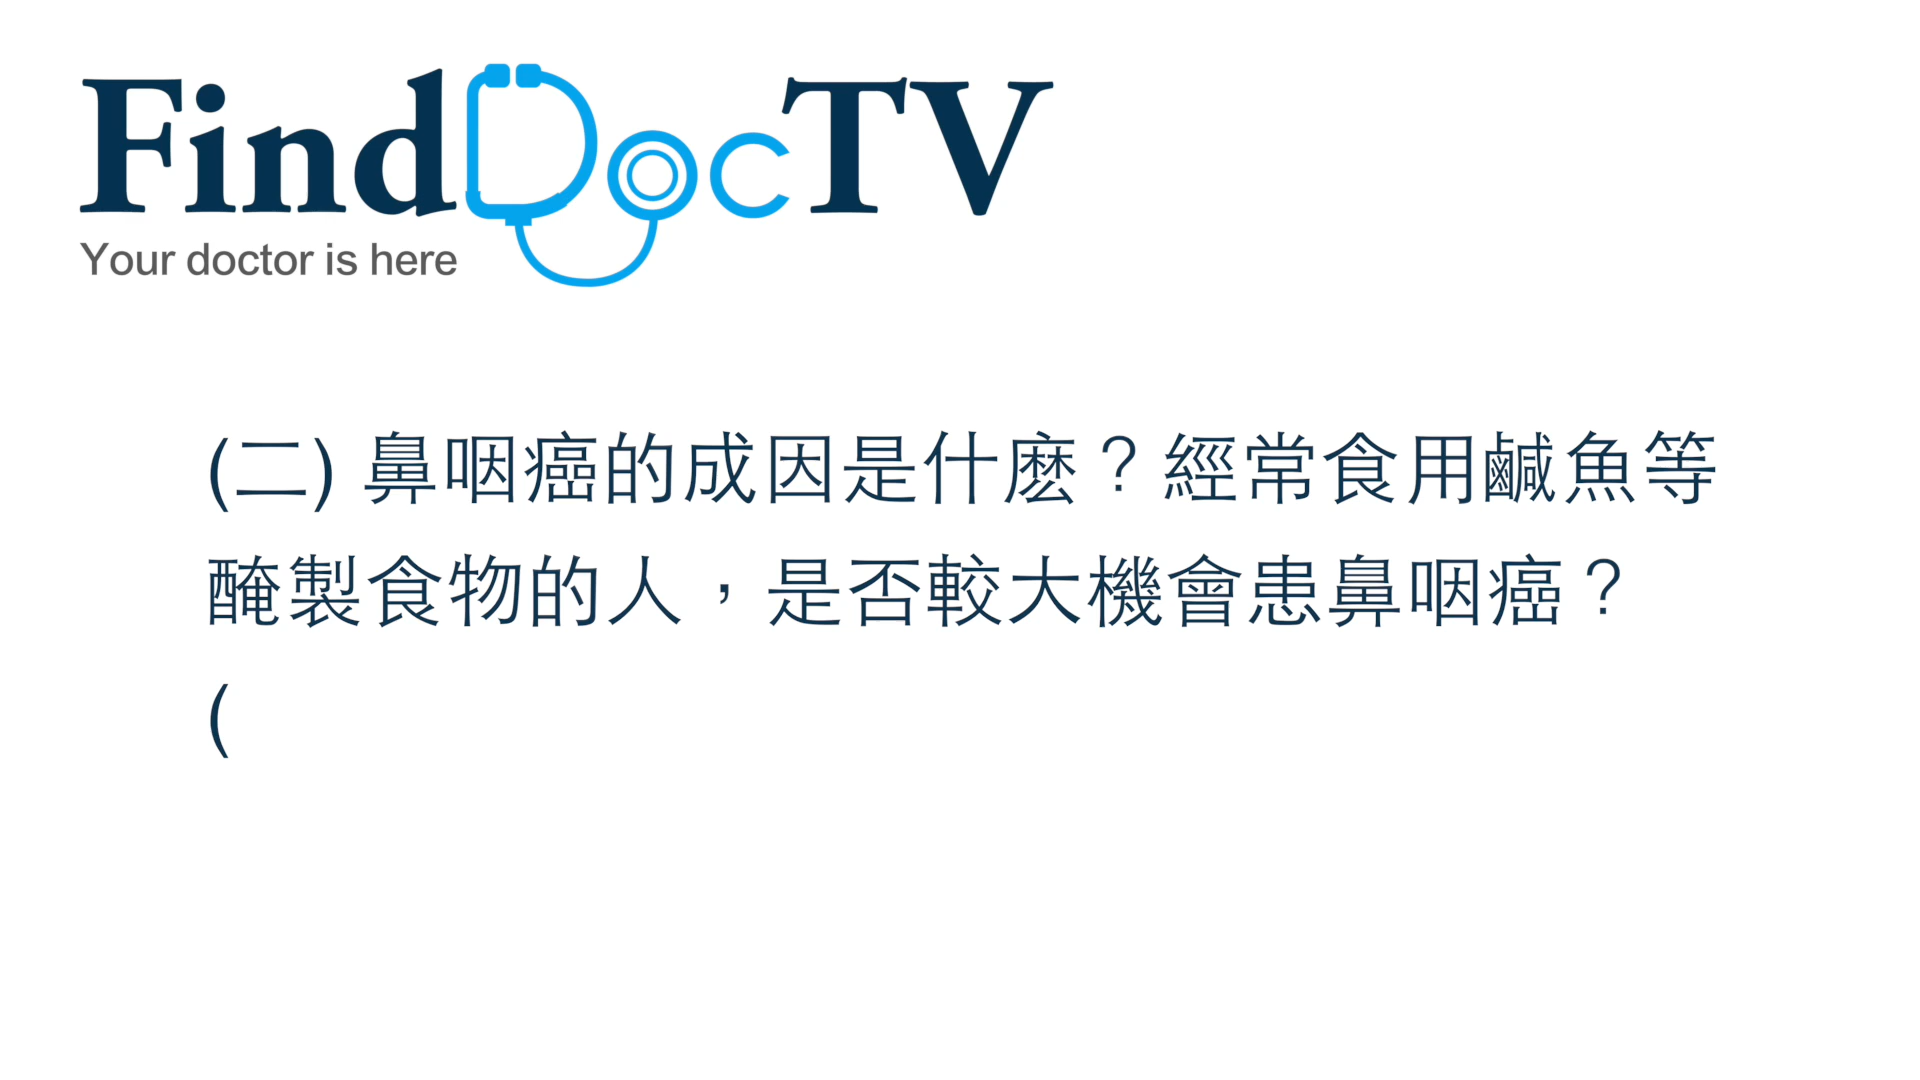 FindDocTV
Your doctor is here
(二) 鼻咽癌的成因是什麽？經常食用鹹魚等
醃製食物的人，是否較大機會患鼻咽癌？
(